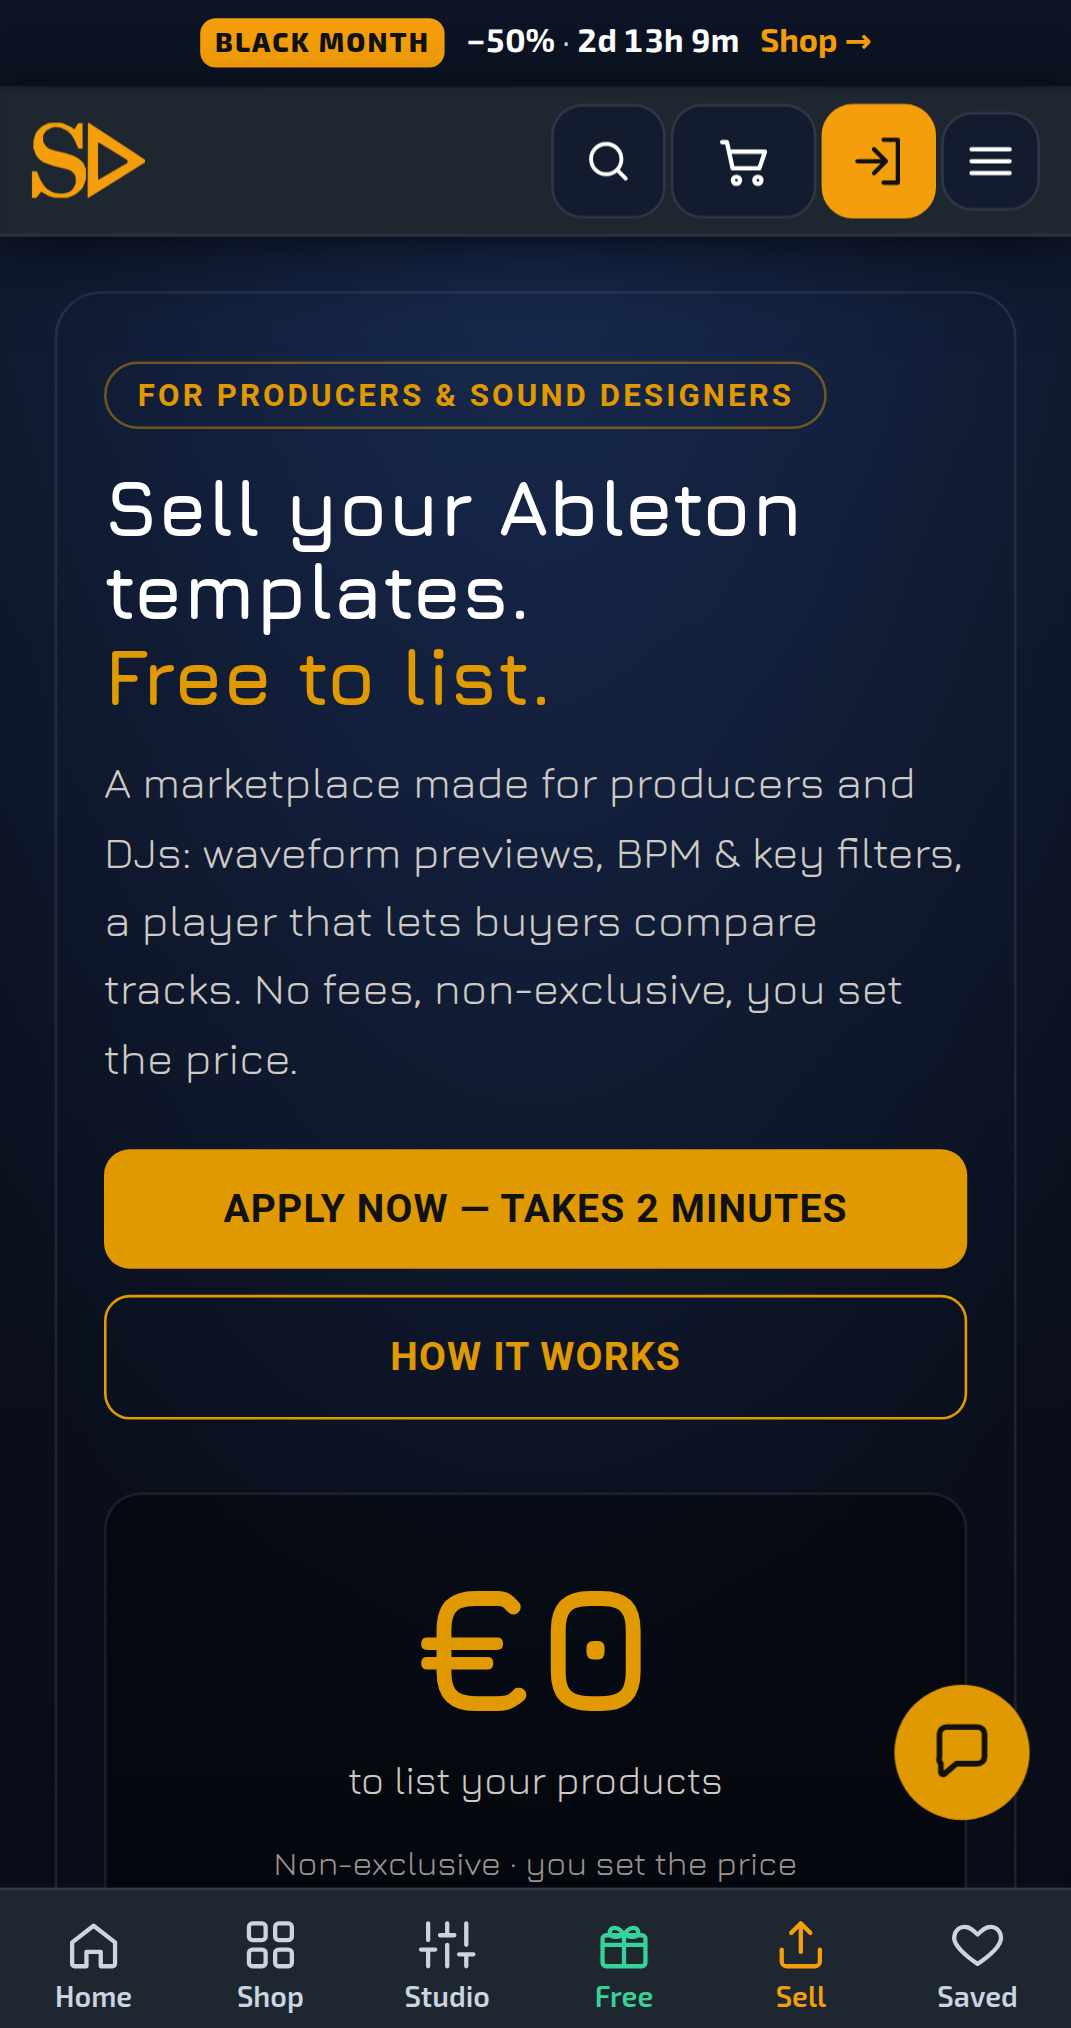 BLACK MONTH −50% · 2d 13h 9m Shop →
S
FOR PRODUCERS & SOUND DESIGNERS
Sell your Ableton
templates.
Free to list.
A marketplace made for producers and
DJs: waveform previews, BPM & key filters,
a player that lets buyers compare
tracks. No fees, non-exclusive, you set
the price.
APPLY NOW — TAKES 2 MINUTES
HOW IT WORKS
€0
to list your products
Non-exclusive · you set the price
Home Shop Studio Free Sell Saved